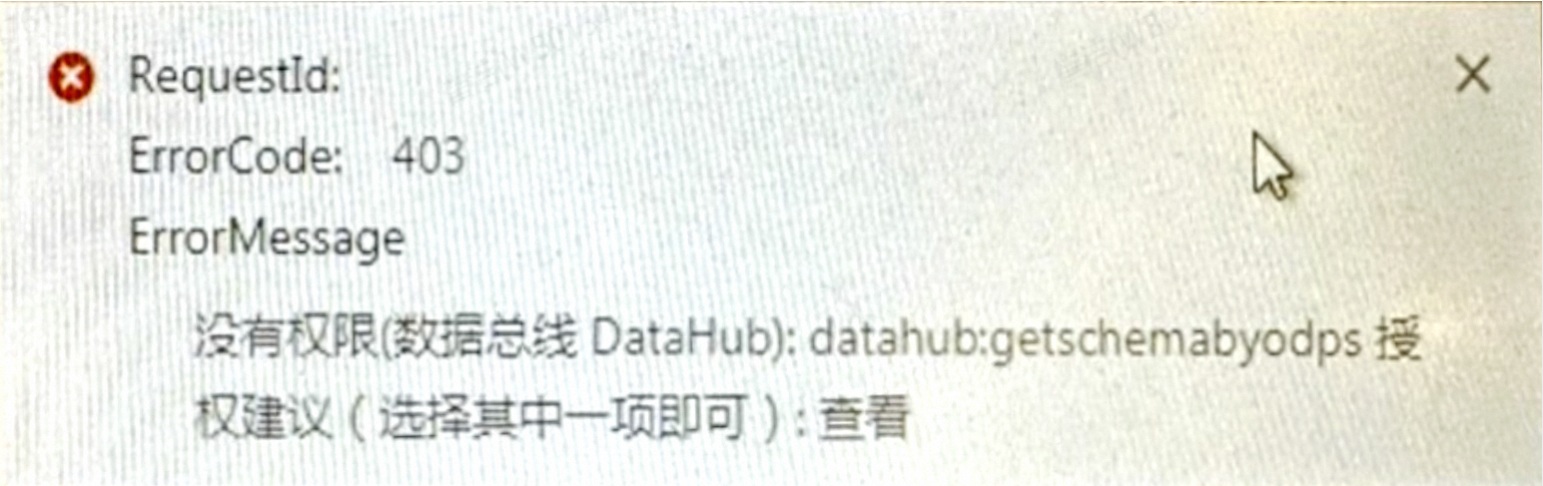 RequestId:
ErrorCode: 403
ErrorMessage
没有权限(数据总线 DataHub): datahub:getschemabyodps 授
权建议（选择其中一项即可）: 查看